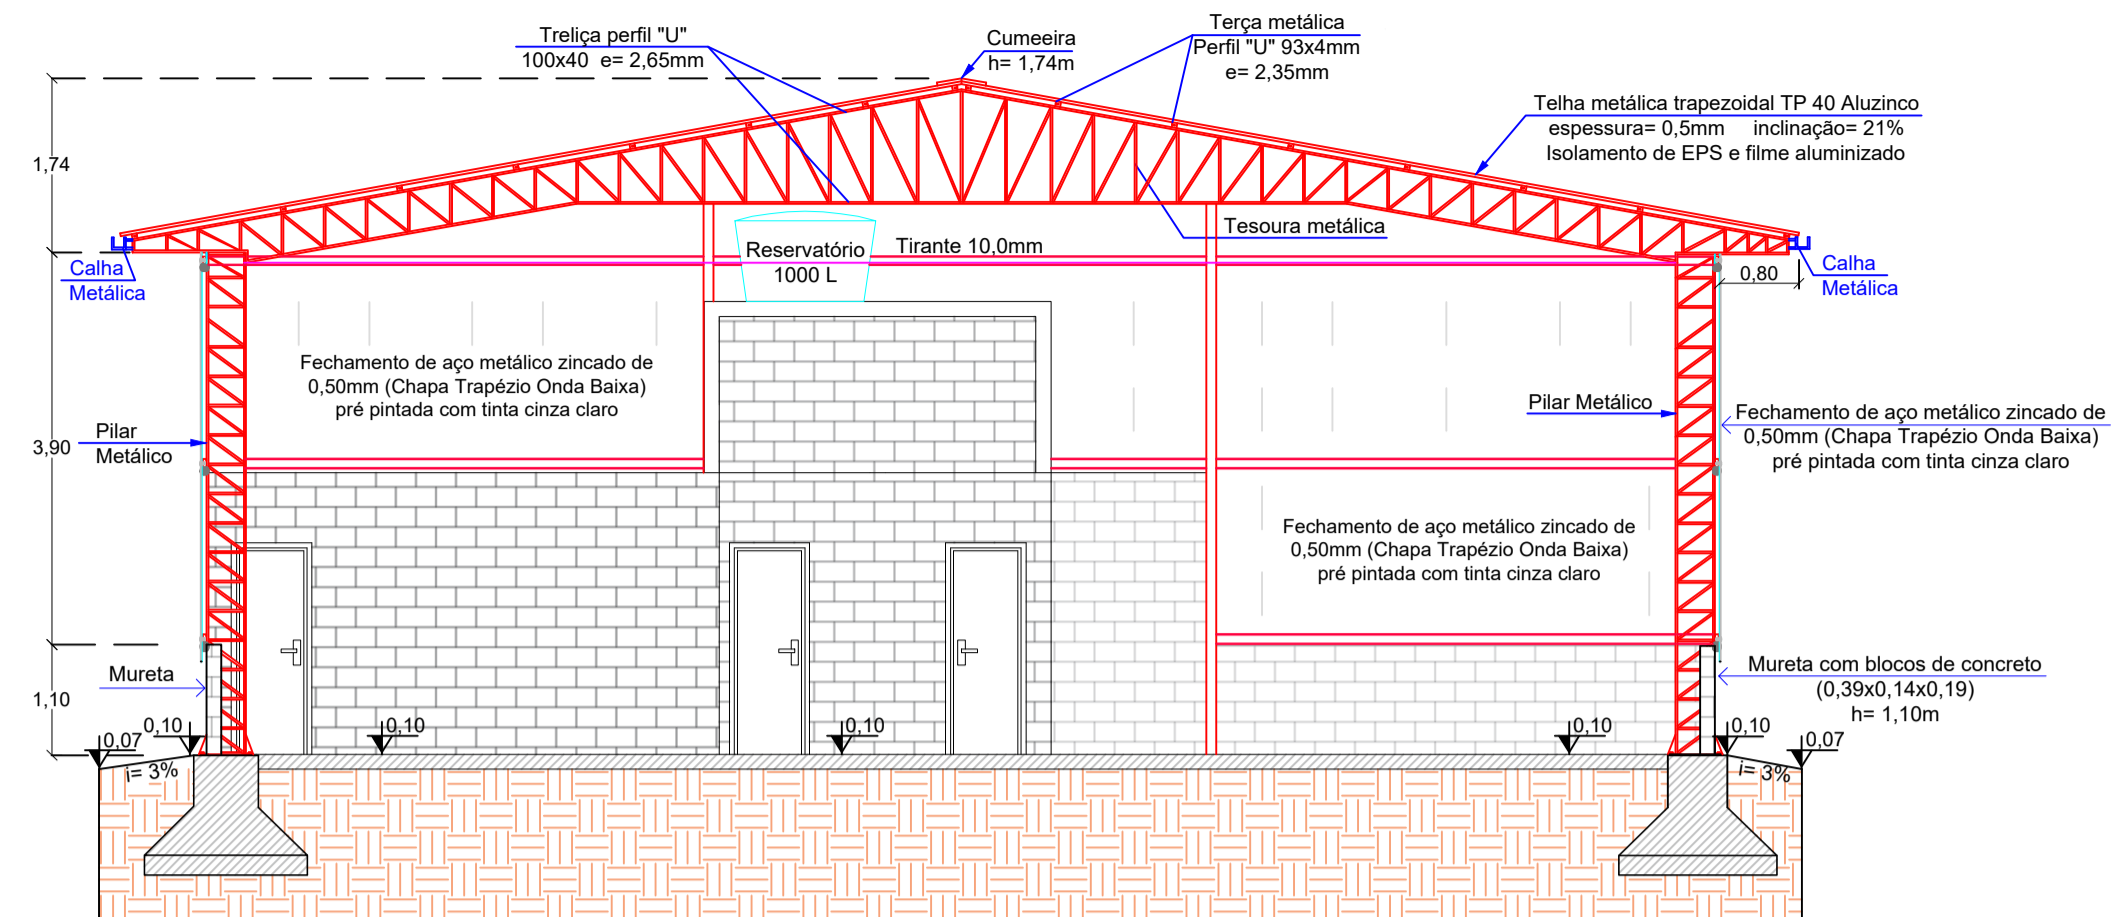 Treliça perfil "U"
100x40  e= 2,65mm
Cumeeira
h= 1,74m
Terça metálica
Perfil "U" 93x4mm
e= 2,35mm
Telha metálica trapezoidal TP 40 Aluzinco
espessura= 0,5mm     inclinação= 21%
Isolamento de EPS e filme aluminizado
1,74
Tesoura metálica
Reservatório
1000 L
Tirante 10,0mm
Calha
Metálica
0,80
Calha
Metálica
Fechamento de aço metálico zincado de
0,50mm (Chapa Trapézio Onda Baixa)
pré pintada com tinta cinza claro
Pilar Metálico
Fechamento de aço metálico zincado de
0,50mm (Chapa Trapézio Onda Baixa)
pré pintada com tinta cinza claro
3,90
Pilar
Metálico
Fechamento de aço metálico zincado de
0,50mm (Chapa Trapézio Onda Baixa)
pré pintada com tinta cinza claro
Mureta
Mureta com blocos de concreto
(0,39x0,14x0,19)
h= 1,10m
1,10
0,07
0,10
0,10
0,10
0,10
0,10
0,07
i= 3%
i= 3%